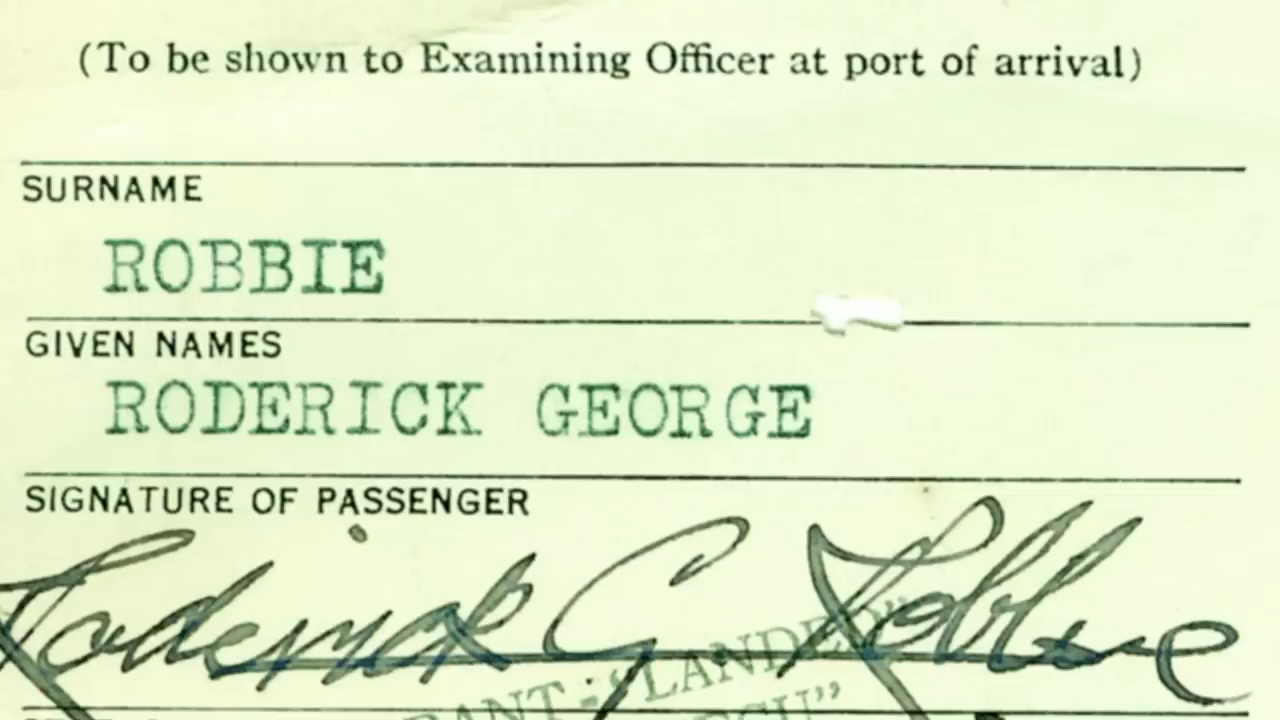 (To be shown to Examining Officer at port of arrival)
SURNAME
ROBBIE
GIVEN NAMES
RODERICK GEORGE
SIGNATURE OF PASSENGER
Roderick G Robbie
"LANDED"